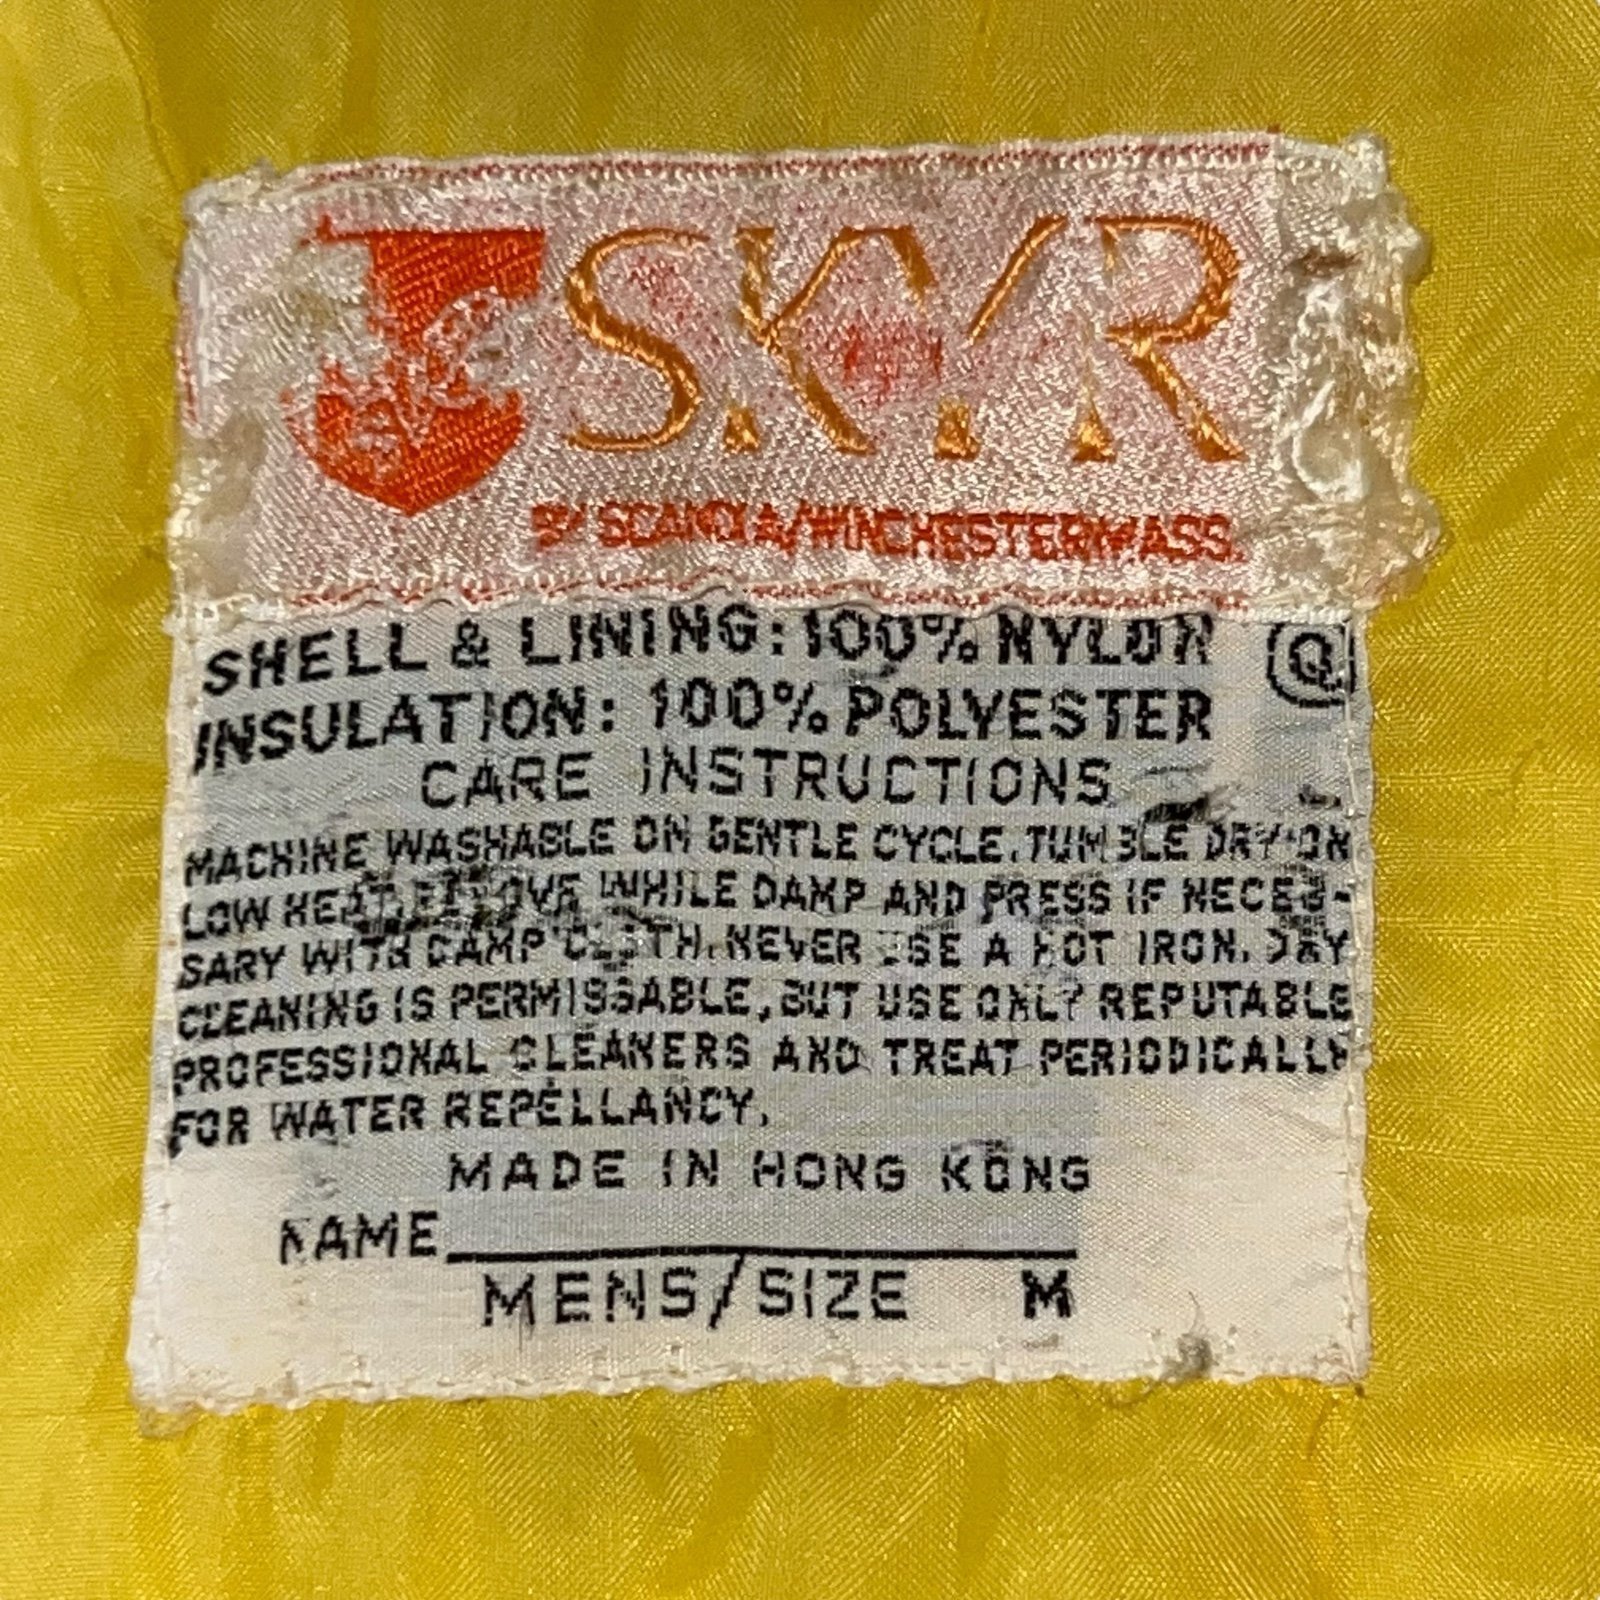 SKYR
BY SCANDIA/WINCHESTER MASS.
SHELL & LINING: 100% NYLON Q
INSULATION: 100% POLYESTER
CARE INSTRUCTIONS
MACHINE WASHABLE ON GENTLE CYCLE. TUMBLE DRY ON
LOW HEAT. REMOVE WHILE DAMP AND PRESS IF NECES-
SARY WITH DAMP CLOTH. NEVER USE A HOT IRON. DRY
CLEANING IS PERMISSABLE, BUT USE ONLY REPUTABLE
PROFESSIONAL CLEANERS AND TREAT PERIODICALLY
FOR WATER REPELLANCY.
MADE IN HONG KONG
NAME
MENS/SIZE M